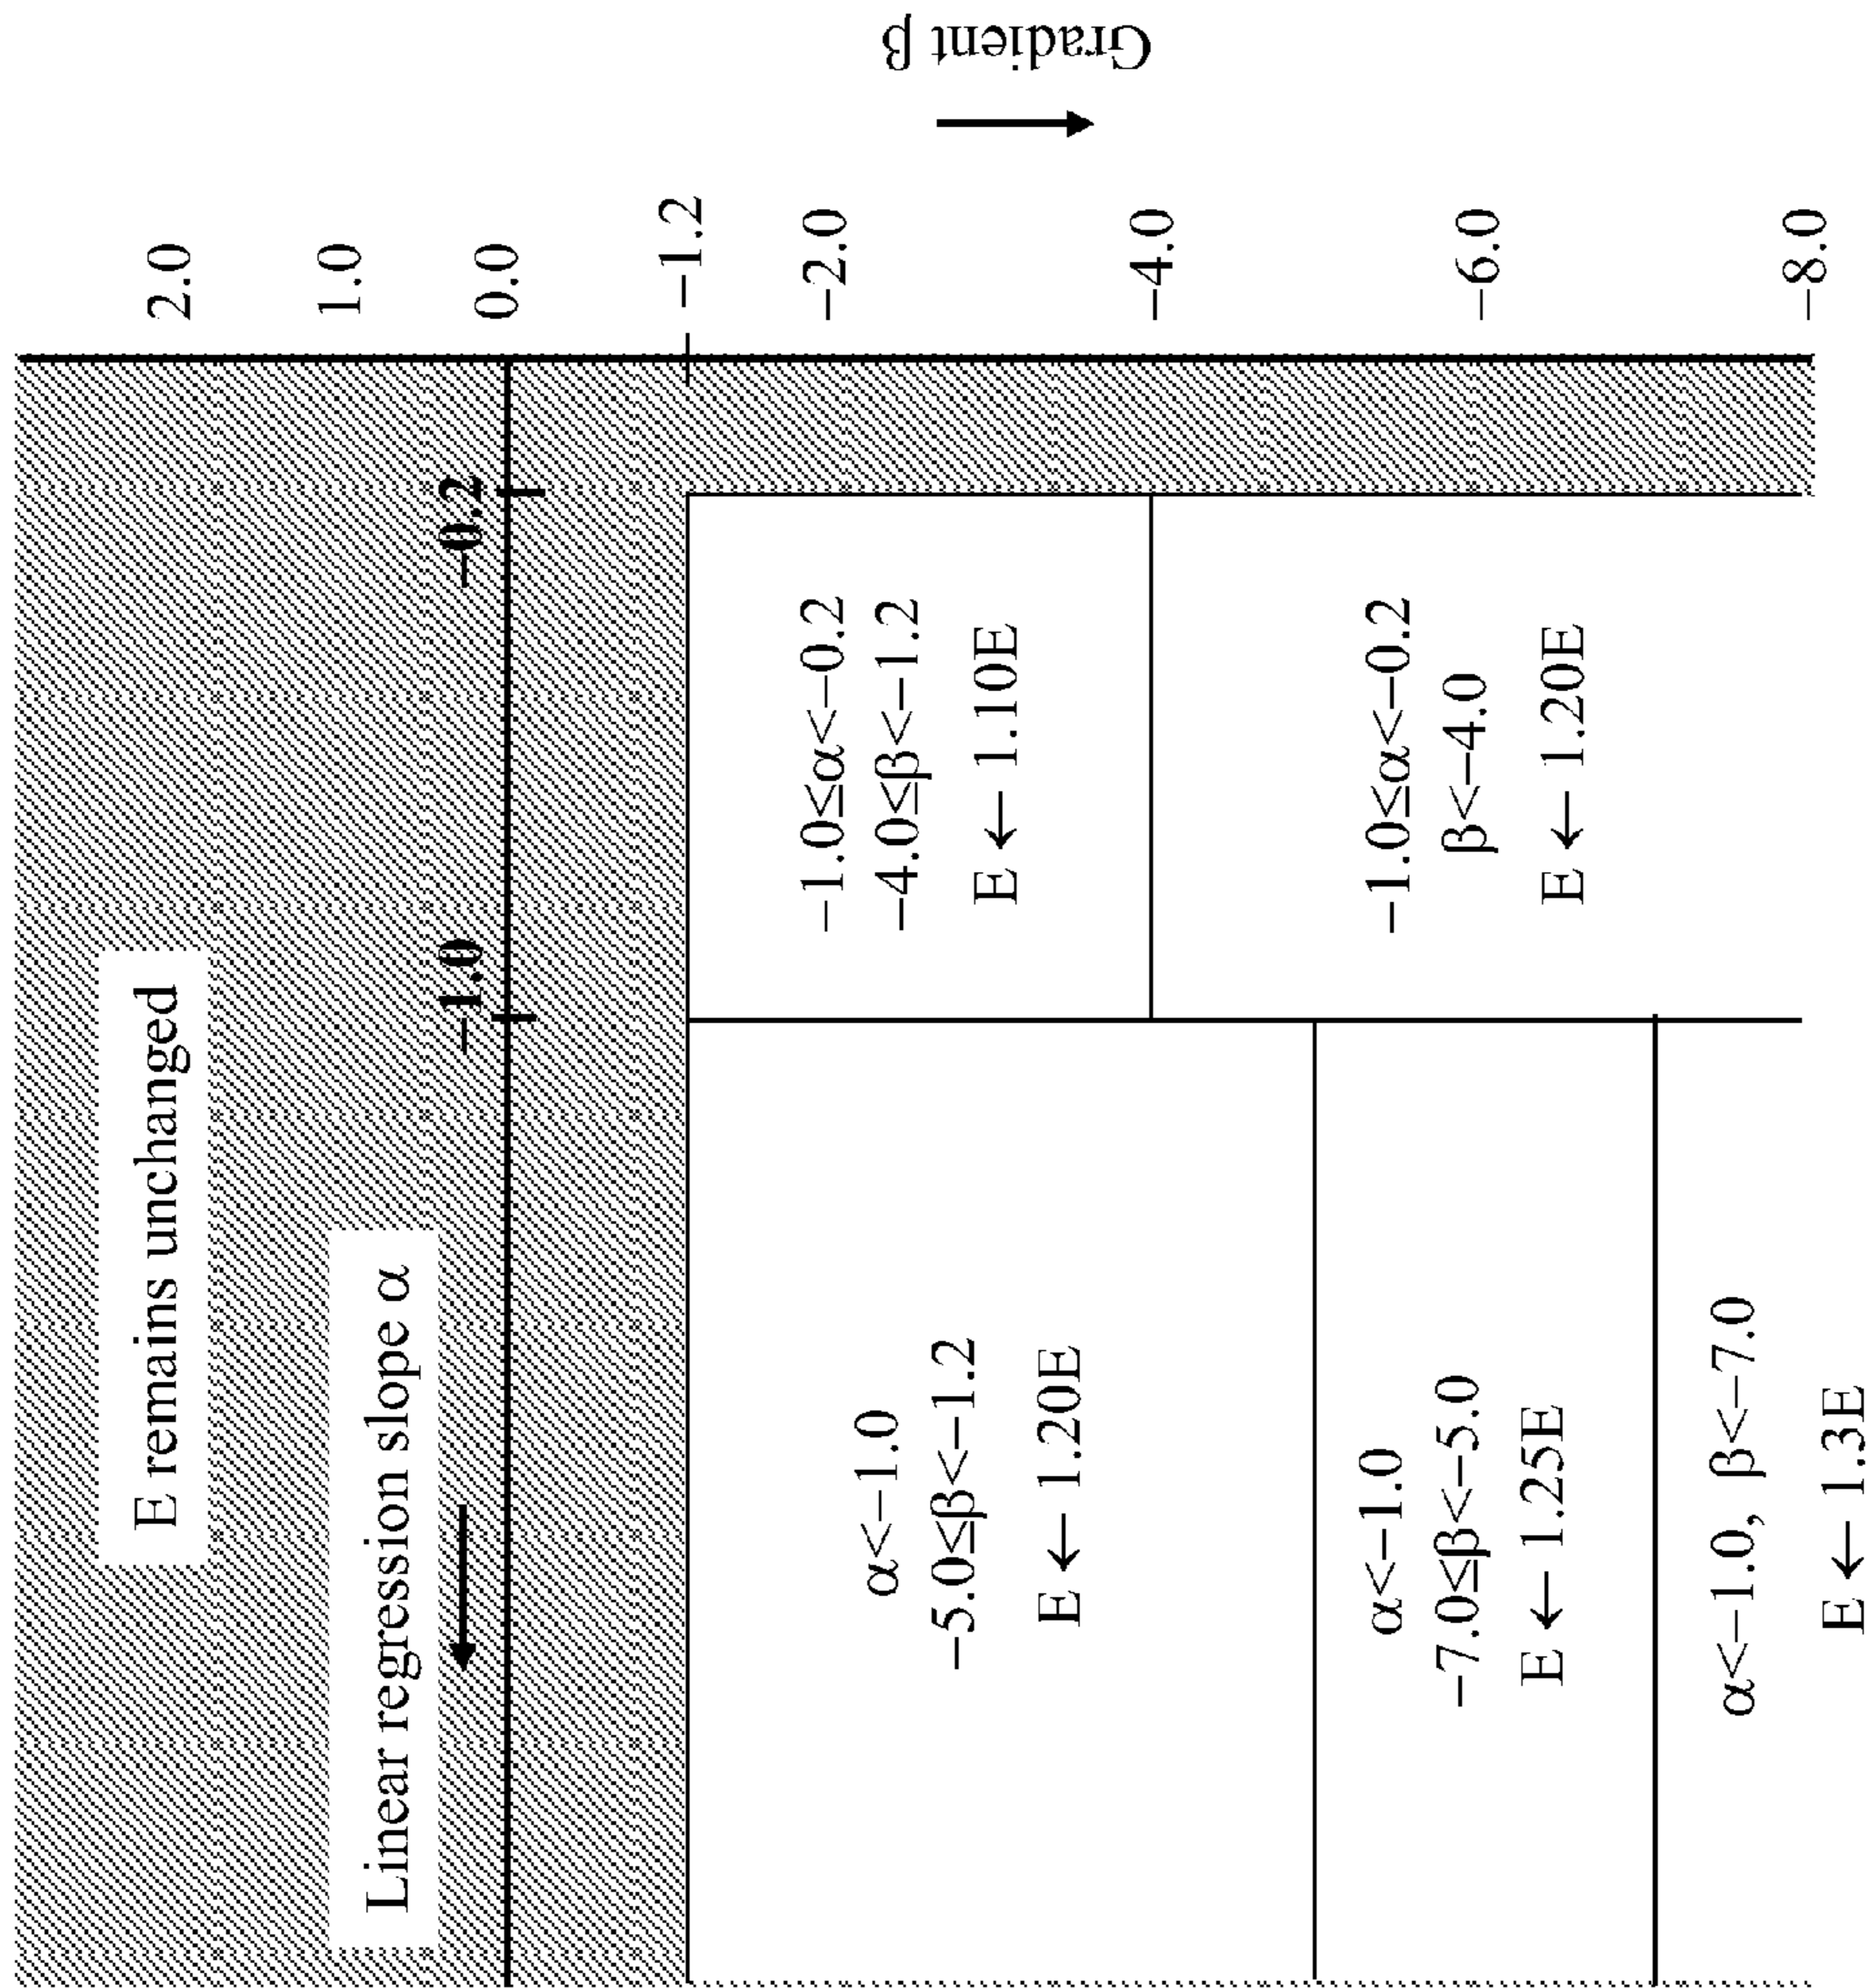 Gradient β
2.0
1.0
0.0
−1.2
−2.0
−4.0
−6.0
−8.0
−0.2
−1.0
E remains unchanged
Linear regression slope α
−1.0≤α<−0.2
−4.0≤β<−1.2
E ← 1.10E
−1.0≤α<−0.2
β<−4.0
E ← 1.20E
α<−1.0
−5.0≤β<−1.2
E ← 1.20E
α<−1.0
−7.0≤β<−5.0
E ← 1.25E
α<−1.0, β<−7.0
E ← 1.3E